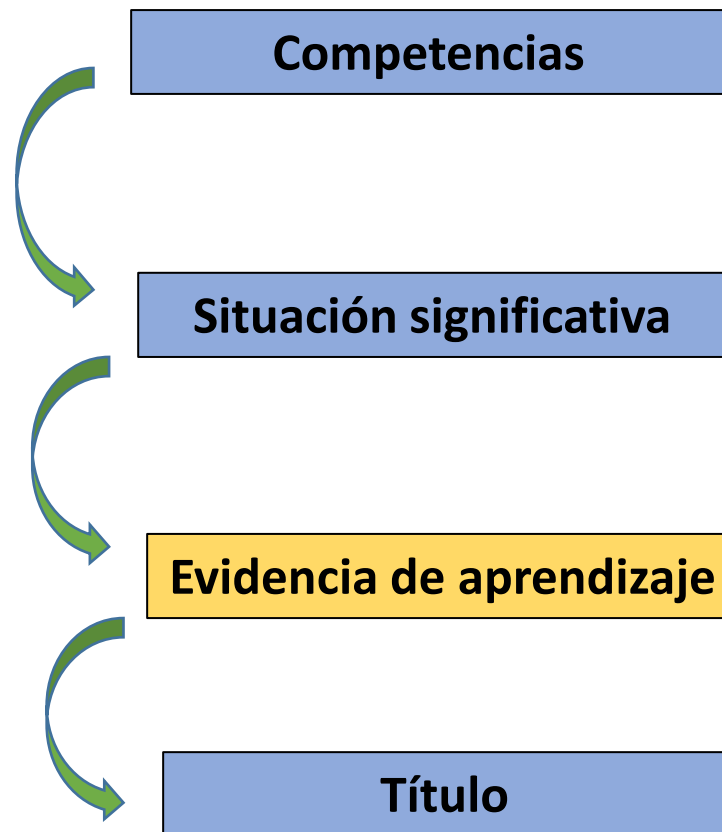 Competencias
Situación significativa
Evidencia de aprendizaje
Título